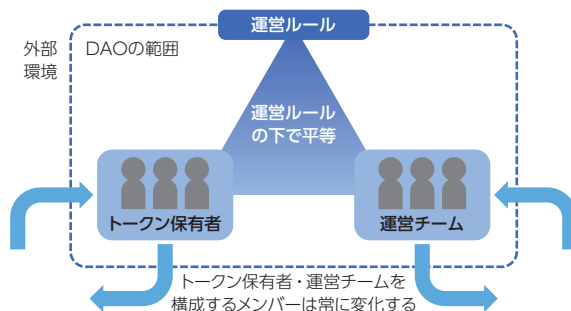 運営ルール
外部
環境
DAOの範囲
運営ルール
の下で平等
トークン保有者
運営チーム
トークン保有者・運営チームを
構成するメンバーは常に変化する